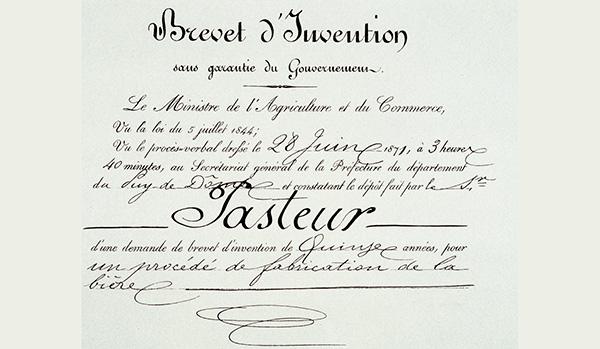 Brevet d'Invention
sans garantie du Gouvernement.
Le Ministre de l'Agriculture et du Commerce,
Vu la loi du 5 juillet 1844;
Vu le procès-verbal dressé le 28 Juin 1871, à 3 heures
40 minutes, au Secrétariat général de la Préfecture du département
du Puy de Dôme et constatant le dépôt fait par le S.r
Pasteur
d'une demande de brevet d'invention de Quinze années, pour
un procédé de fabrication de la
bière